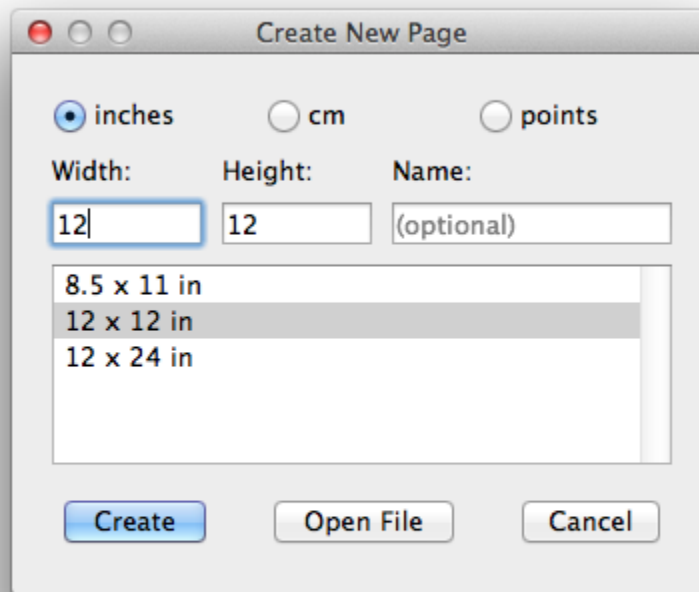 Create New Page
inches cm points
Width: Height: Name:
12 12 (optional)
8.5 x 11 in
12 x 12 in
12 x 24 in
Create Open File Cancel